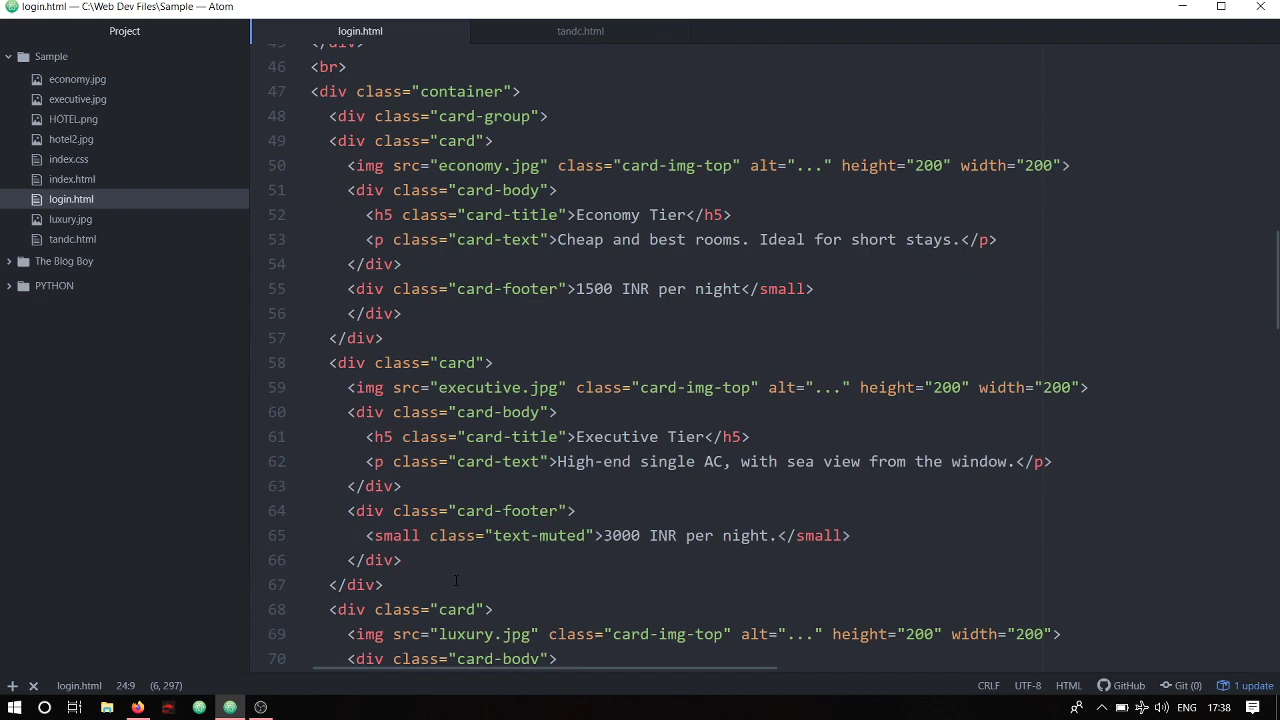 login.html — C:\Web Dev Files\Sample — Atom
Project
login.html
tandc.html
Sample
economy.jpg
executive.jpg
HOTEL.png
hotel2.jpg
index.css
index.html
login.html
luxury.jpg
tandc.html
The Blog Boy
PYTHON
45 </div>
46 <br>
47 <div class="container">
48 <div class="card-group">
49 <div class="card">
50 <img src="economy.jpg" class="card-img-top" alt="..." height="200" width="200">
51 <div class="card-body">
52 <h5 class="card-title">Economy Tier</h5>
53 <p class="card-text">Cheap and best rooms. Ideal for short stays.</p>
54 </div>
55 <div class="card-footer">1500 INR per night</small>
56 </div>
57 </div>
58 <div class="card">
59 <img src="executive.jpg" class="card-img-top" alt="..." height="200" width="200">
60 <div class="card-body">
61 <h5 class="card-title">Executive Tier</h5>
62 <p class="card-text">High-end single AC, with sea view from the window.</p>
63 </div>
64 <div class="card-footer">
65 <small class="text-muted">3000 INR per night.</small>
66 </div>
67 </div>
68 <div class="card">
69 <img src="luxury.jpg" class="card-img-top" alt="..." height="200" width="200">
70 <div class="card-body">
login.html 24:9 (6, 297) CRLF UTF-8 HTML GitHub Git (0) 1 update
ENG 17:38